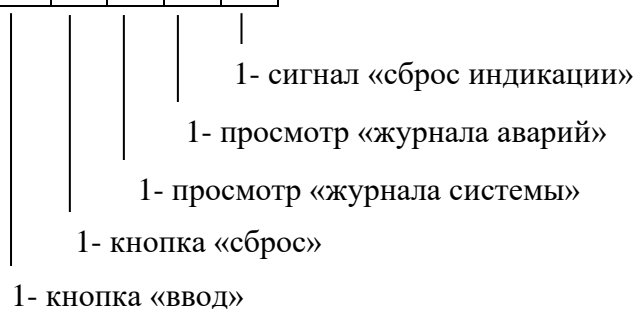 1- сигнал «сброс индикации»
1- просмотр «журнала аварий»
1- просмотр «журнала системы»
1- кнопка «сброс»
1- кнопка «ввод»